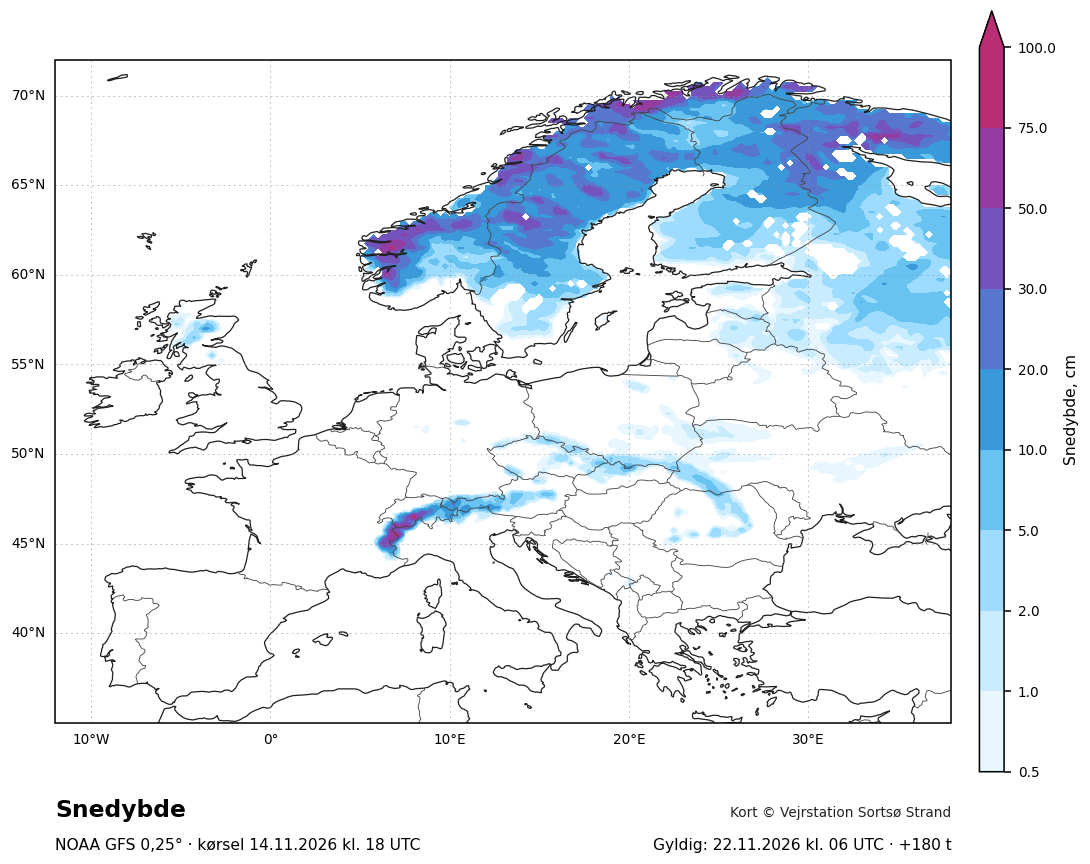 70°N
65°N
60°N
55°N
50°N
45°N
40°N
10°W
0°
10°E
20°E
30°E
100.0
75.0
50.0
30.0
20.0
10.0
5.0
2.0
1.0
0.5
Snedybde, cm
Snedybde
Kort © Vejrstation Sortsø Strand
NOAA GFS 0,25° · kørsel 14.11.2026 kl. 18 UTC
Gyldig: 22.11.2026 kl. 06 UTC · +180 t